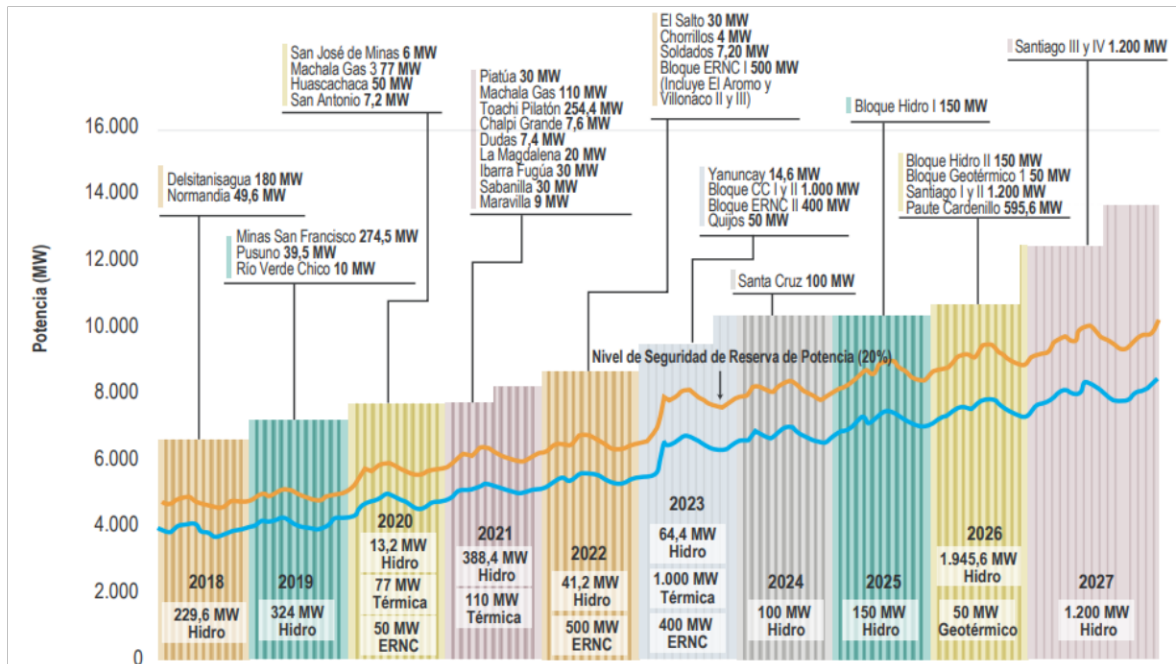 El Salto 30 MW
Chorrillos 4 MW
Soldados 7,20 MW
Bloque ERNC I 500 MW
(Incluye El Aromo y
Villonaco II y III)
San José de Minas 6 MW
Machala Gas 3 77 MW
Huascachaca 50 MW
San Antonio 7,2 MW
Santiago III y IV 1.200 MW
Piatúa 30 MW
Machala Gas 110 MW
Toachi Pilatón 254,4 MW
Chalpi Grande 7,6 MW
Dudas 7,4 MW
La Magdalena 20 MW
Ibarra Fugúa 30 MW
Sabanilla 30 MW
Maravilla 9 MW
Bloque Hidro I 150 MW
Delsitanisagua 180 MW
Normandia 49,6 MW
Yanuncay 14,6 MW
Bloque CC I y II 1.000 MW
Bloque ERNC II 400 MW
Quijos 50 MW
Bloque Hidro II 150 MW
Bloque Geotérmico 1 50 MW
Santiago I y II 1.200 MW
Paute Cardenillo 595,6 MW
Minas San Francisco 274,5 MW
Pusuno 39,5 MW
Río Verde Chico 10 MW
Santa Cruz 100 MW
Nivel de Seguridad de Reserva de Potencia (20%)
Potencia (MW)
16.000
14.000
12.000
10.000
8.000
6.000
4.000
2.000
0
2018
229,6 MW
Hidro
2019
324 MW
Hidro
2020
13,2 MW
Hidro
77 MW
Térmica
50 MW
ERNC
2021
388,4 MW
Hidro
110 MW
Térmica
2022
41,2 MW
Hidro
500 MW
ERNC
2023
64,4 MW
Hidro
1.000 MW
Térmica
400 MW
ERNC
2024
100 MW
Hidro
2025
150 MW
Hidro
2026
1.945,6 MW
Hidro
50 MW
Geotérmico
2027
1.200 MW
Hidro